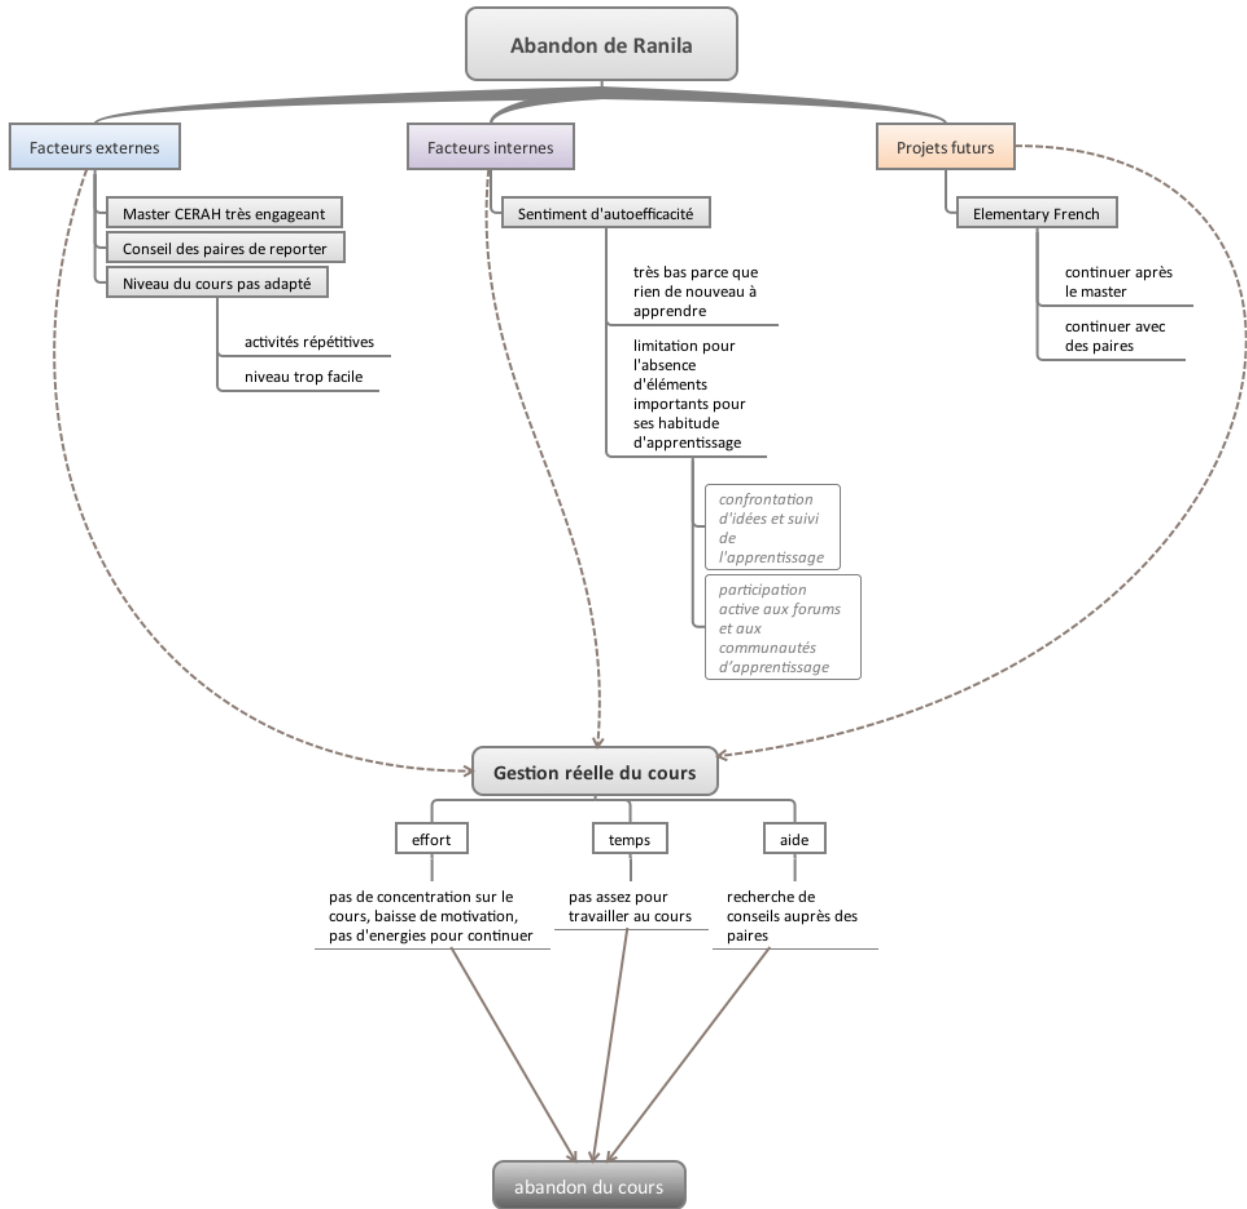 Abandon de Ranila
Facteurs externes
Master CERAH très engageant
Conseil des paires de reporter
Niveau du cours pas adapté
activités répétitives
niveau trop facile
Facteurs internes
Sentiment d'autoefficacité
très bas parce que
rien de nouveau à
apprendre
limitation pour
l'absence
d'éléments
importants pour
ses habitude
d'apprentissage
confrontation
d'idées et suivi
de
l'apprentissage
participation
active aux forums
et aux
communautés
d’apprentissage
Projets futurs
Elementary French
continuer après
le master
continuer avec
des paires
Gestion réelle du cours
effort
pas de concentration sur le
cours, baisse de motivation,
pas d'energies pour continuer
temps
pas assez pour
travailler au cours
aide
recherche de
conseils auprès des
paires
abandon du cours